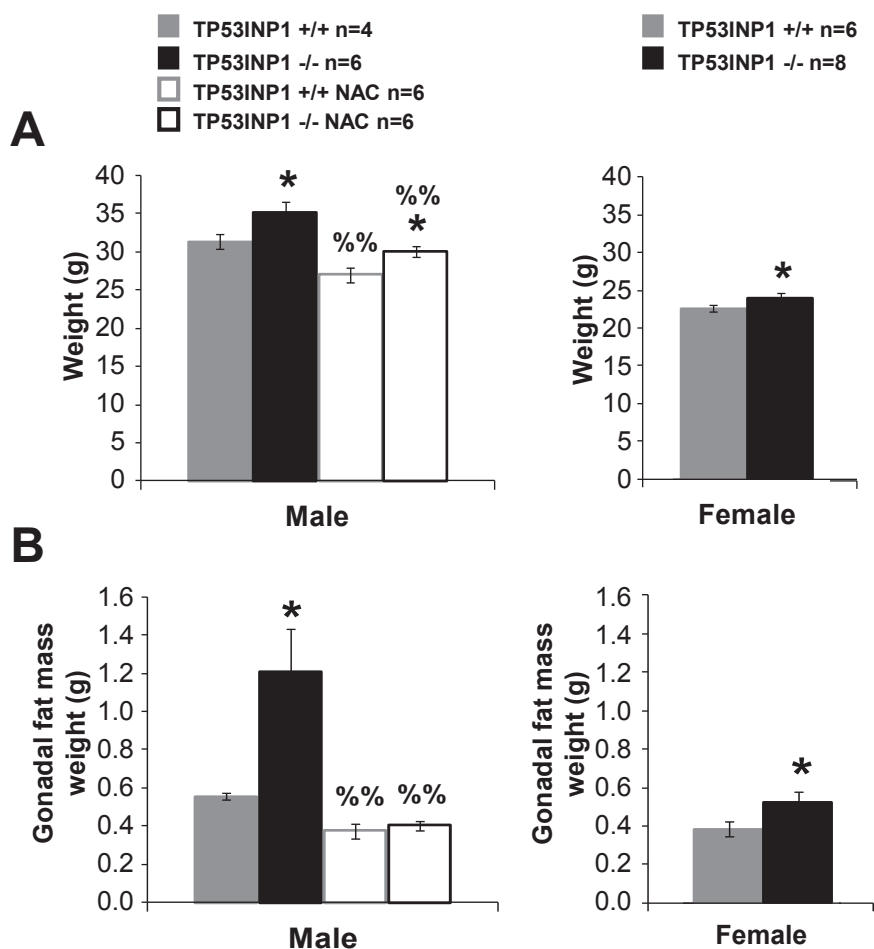 TP53INP1 +/+ n=4
TP53INP1 -/- n=6
TP53INP1 +/+ NAC n=6
TP53INP1 -/- NAC n=6
TP53INP1 +/+ n=6
TP53INP1 -/- n=8
A
Weight (g)
40
35
30
25
20
15
10
5
0
*
%%
%%
*
Male
Weight (g)
40
35
30
25
20
15
10
5
0
*
Female
B
Gonadal fat mass
weight (g)
1.6
1.4
1.2
1.0
0.8
0.6
0.4
0.2
0.0
*
%%
%%
Male
Gonadal fat mass
weight (g)
1.6
1.4
1.2
1.0
0.8
0.6
0.4
0.2
0.0
*
Female